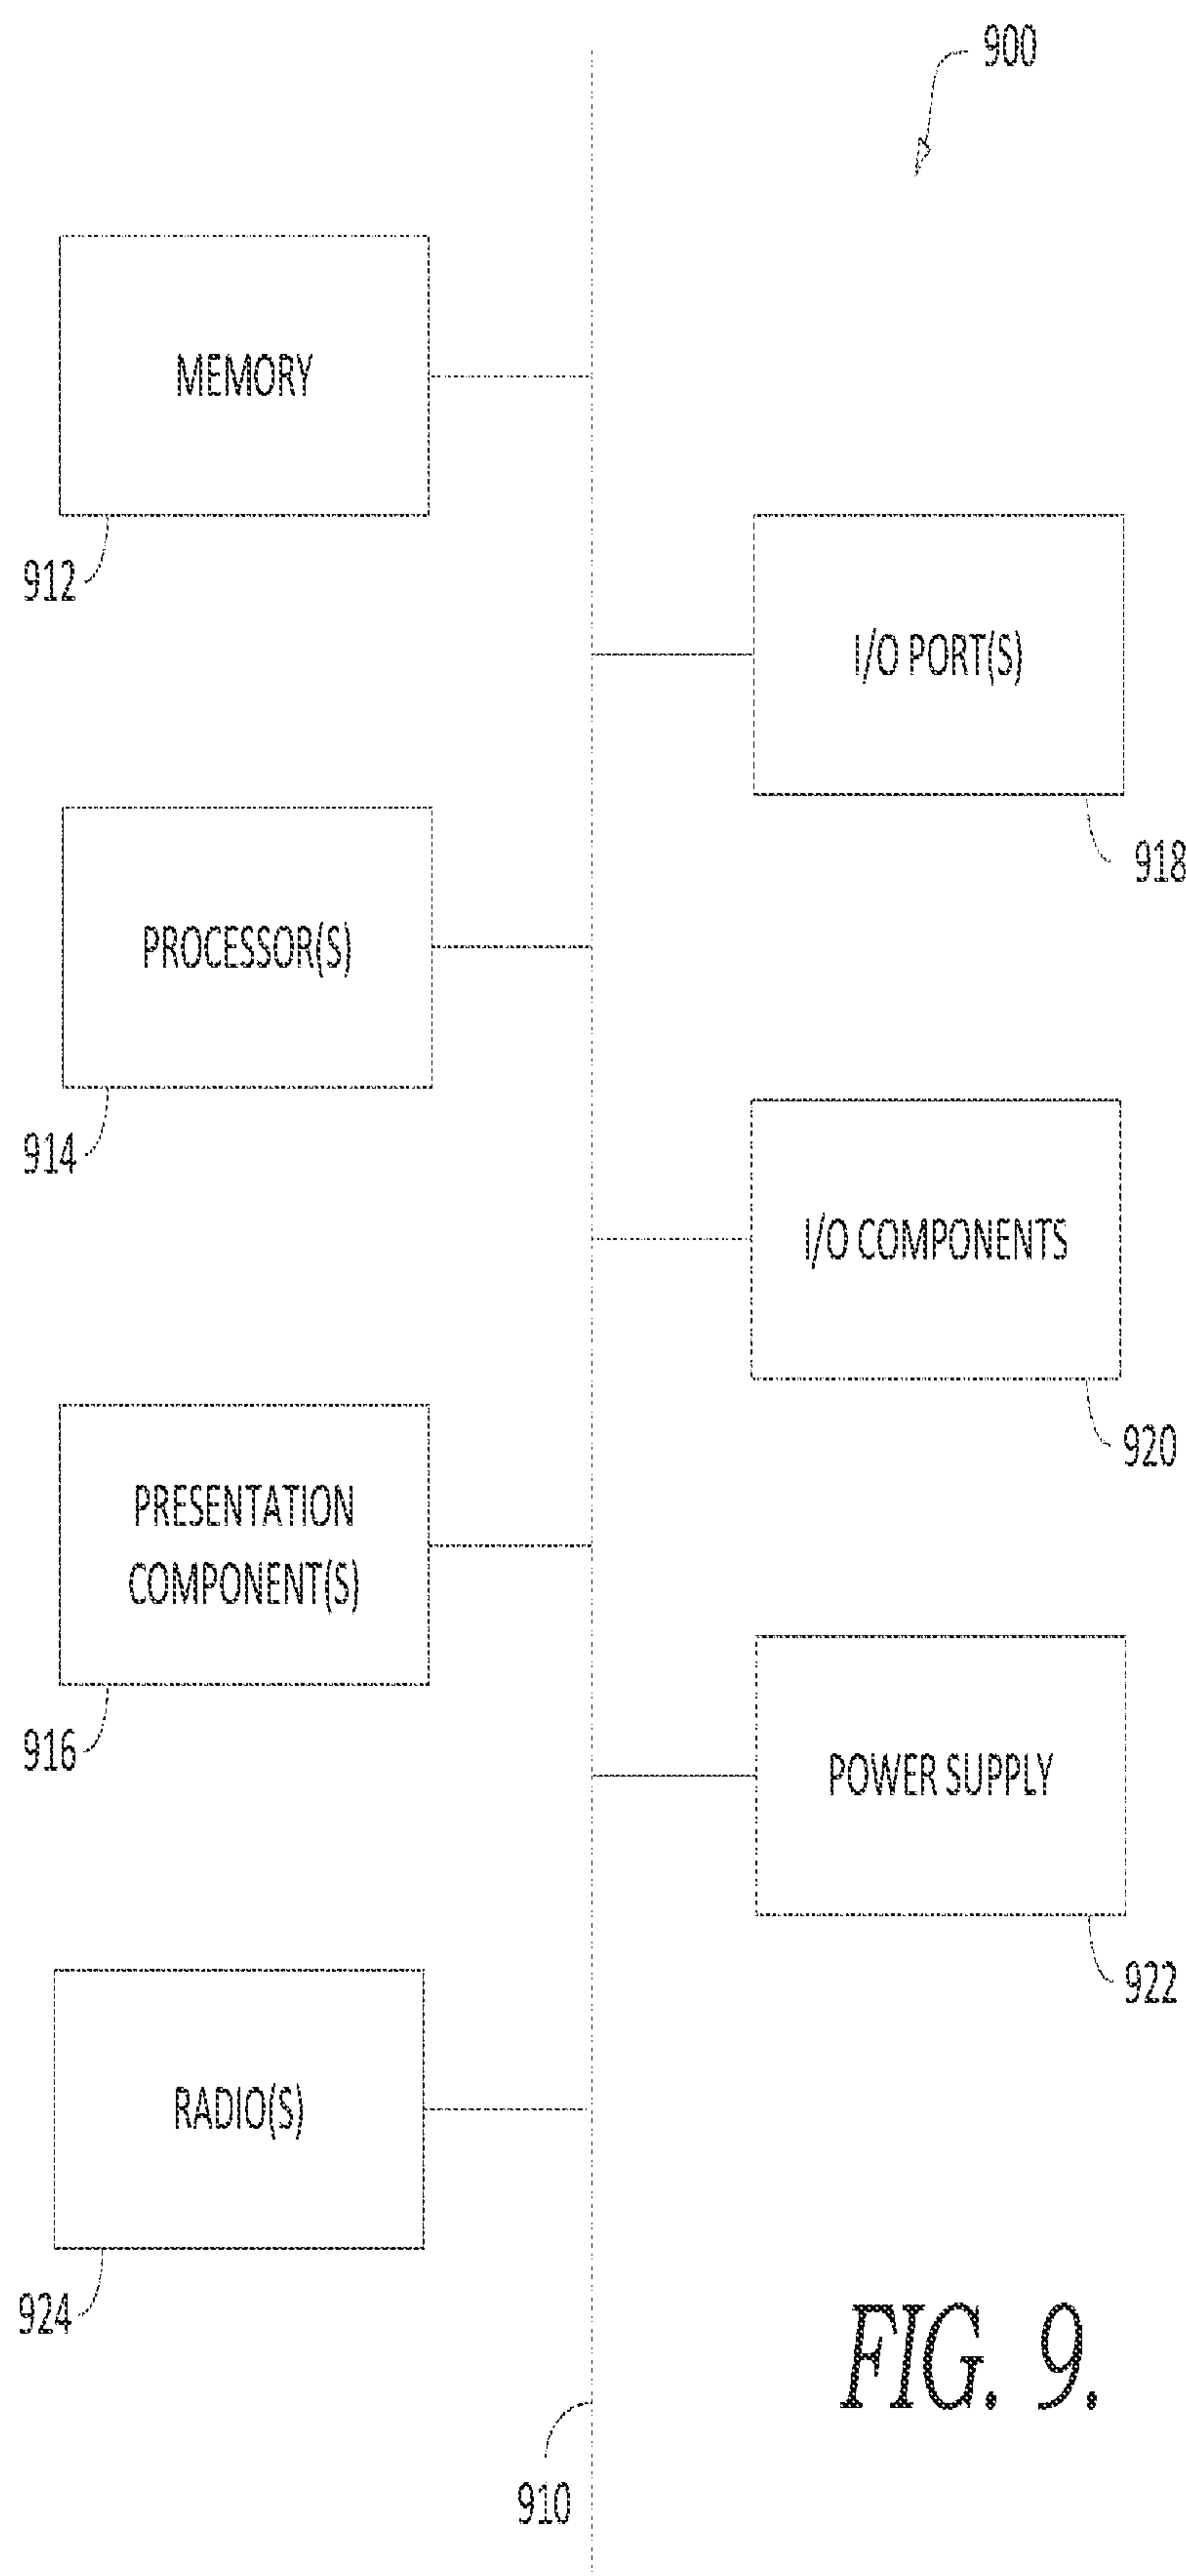 900
MEMORY
912
I/O PORT(S)
918
PROCESSOR(S)
914
I/O COMPONENTS
920
PRESENTATION
COMPONENT(S)
916
POWER SUPPLY
922
RADIO(S)
924
FIG. 9.
910